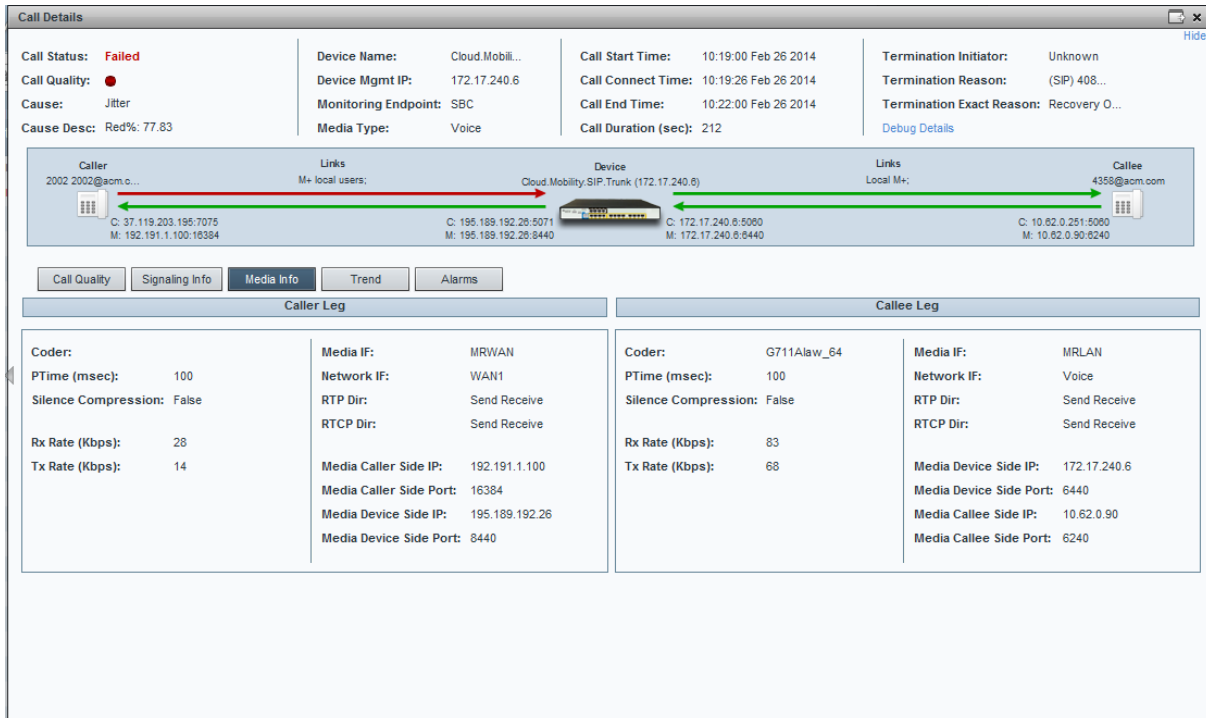 Call Details
Hide
Call Status: Failed
Call Quality:
Cause: Jitter
Cause Desc: Red%: 77.83
Device Name: Cloud.Mobili...
Device Mgmt IP: 172.17.240.6
Monitoring Endpoint: SBC
Media Type: Voice
Call Start Time: 10:19:00 Feb 26 2014
Call Connect Time: 10:19:26 Feb 26 2014
Call End Time: 10:22:00 Feb 26 2014
Call Duration (sec): 212
Termination Initiator: Unknown
Termination Reason: (SIP) 408...
Termination Exact Reason: Recovery O...
Debug Details
Caller
2002 2002@acm.c...
Links
M+ local users;
Device
Cloud.Mobility.SIP.Trunk (172.17.240.6)
Links
Local M+;
Callee
4358@acm.com
C: 37.119.203.195:7075
M: 192.191.1.100:16384
C: 195.189.192.26:5071
M: 195.189.192.26:8440
C: 172.17.240.6:5060
M: 172.17.240.6:6440
C: 10.62.0.251:5060
M: 10.62.0.90:6240
Call Quality
Signaling Info
Media Info
Trend
Alarms
Caller Leg
Coder:
PTime (msec): 100
Silence Compression: False
Rx Rate (Kbps): 28
Tx Rate (Kbps): 14
Media IF: MRWAN
Network IF: WAN1
RTP Dir: Send Receive
RTCP Dir: Send Receive
Media Caller Side IP: 192.191.1.100
Media Caller Side Port: 16384
Media Device Side IP: 195.189.192.26
Media Device Side Port: 8440
Callee Leg
Coder: G711Alaw_64
PTime (msec): 100
Silence Compression: False
Rx Rate (Kbps): 83
Tx Rate (Kbps): 68
Media IF: MRLAN
Network IF: Voice
RTP Dir: Send Receive
RTCP Dir: Send Receive
Media Device Side IP: 172.17.240.6
Media Device Side Port: 6440
Media Callee Side IP: 10.62.0.90
Media Callee Side Port: 6240